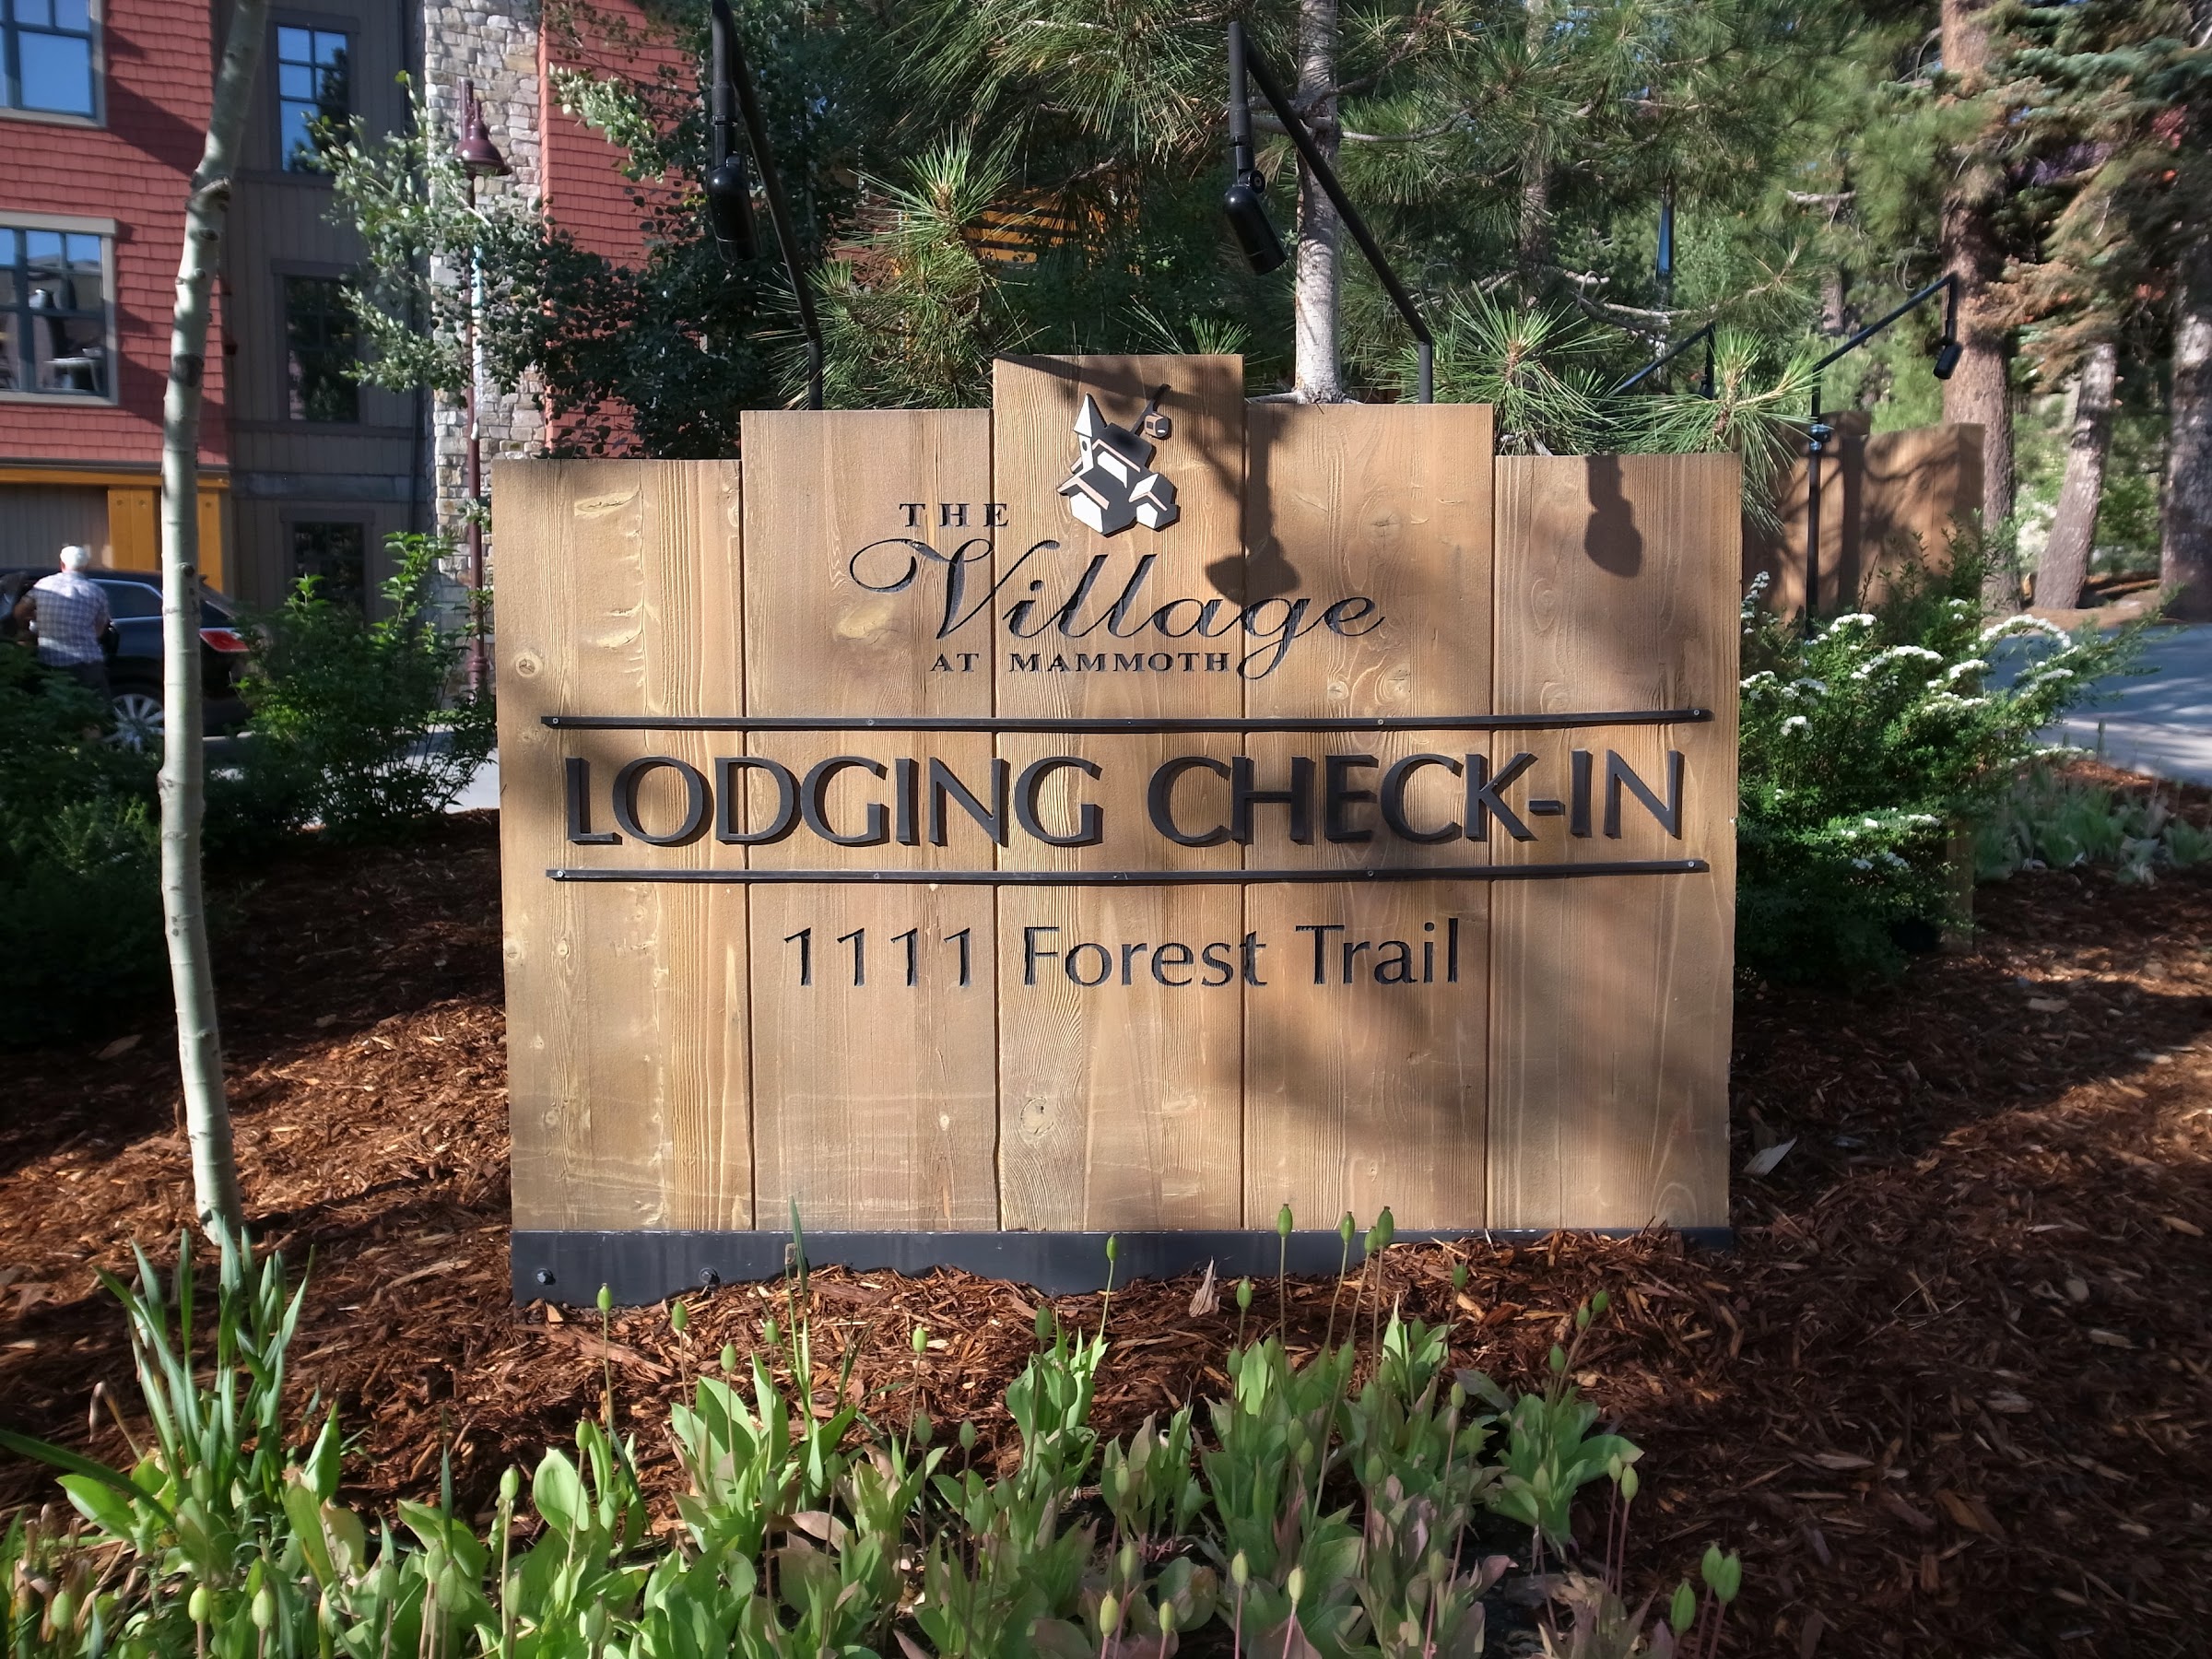 THE
Village
AT MAMMOTH
LODGING CHECK-IN
1111 Forest Trail